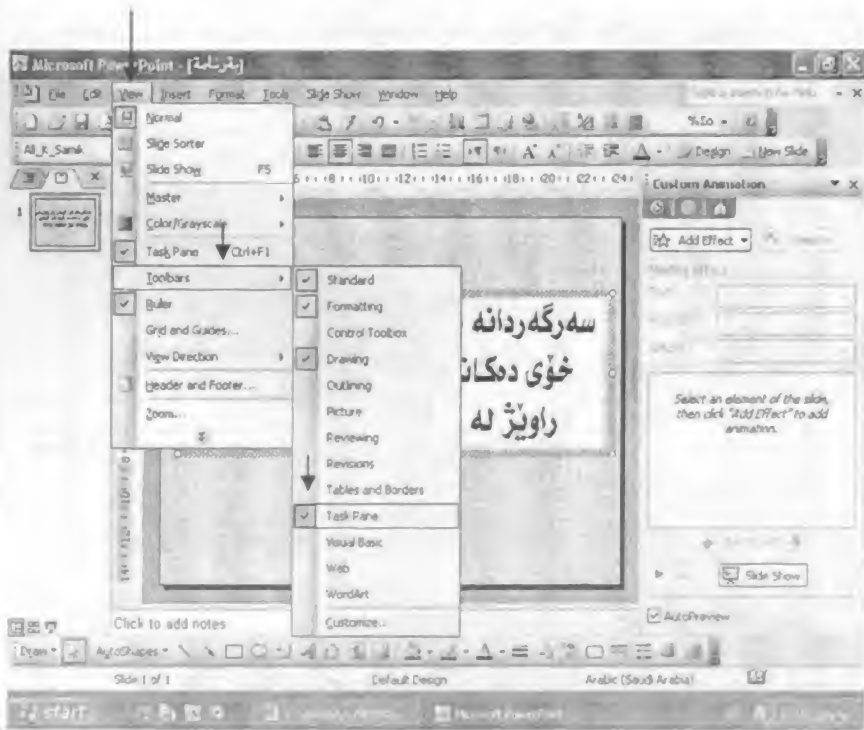 Microsoft PowerPoint - [بةرنامة]
File Edit View Insert Format Tools Slide Show Window Help
Normal
Slide Sorter
Slide Show F5
Master
Color/Grayscale
Task Pane Ctrl+F1
Toolbars
Ruler
Grid and Guides...
View Direction
Header and Footer...
Zoom...
Standard
Formatting
Control Toolbox
Drawing
Outlining
Picture
Reviewing
Revisions
Tables and Borders
Task Pane
Visual Basic
Web
WordArt
Customize...
Ali_K_Samik
Design New Slide
1
سەرگەردانە
خۆی دەکان
راوێژ لە
Custom Animation
Add Effect
Select an element of the slide,
then click "Add Effect" to add
animation.
Slide Show
AutoPreview
Click to add notes
Draw AutoShapes
Slide 1 of 1 Default Design Arabic (Saudi Arabia)
start